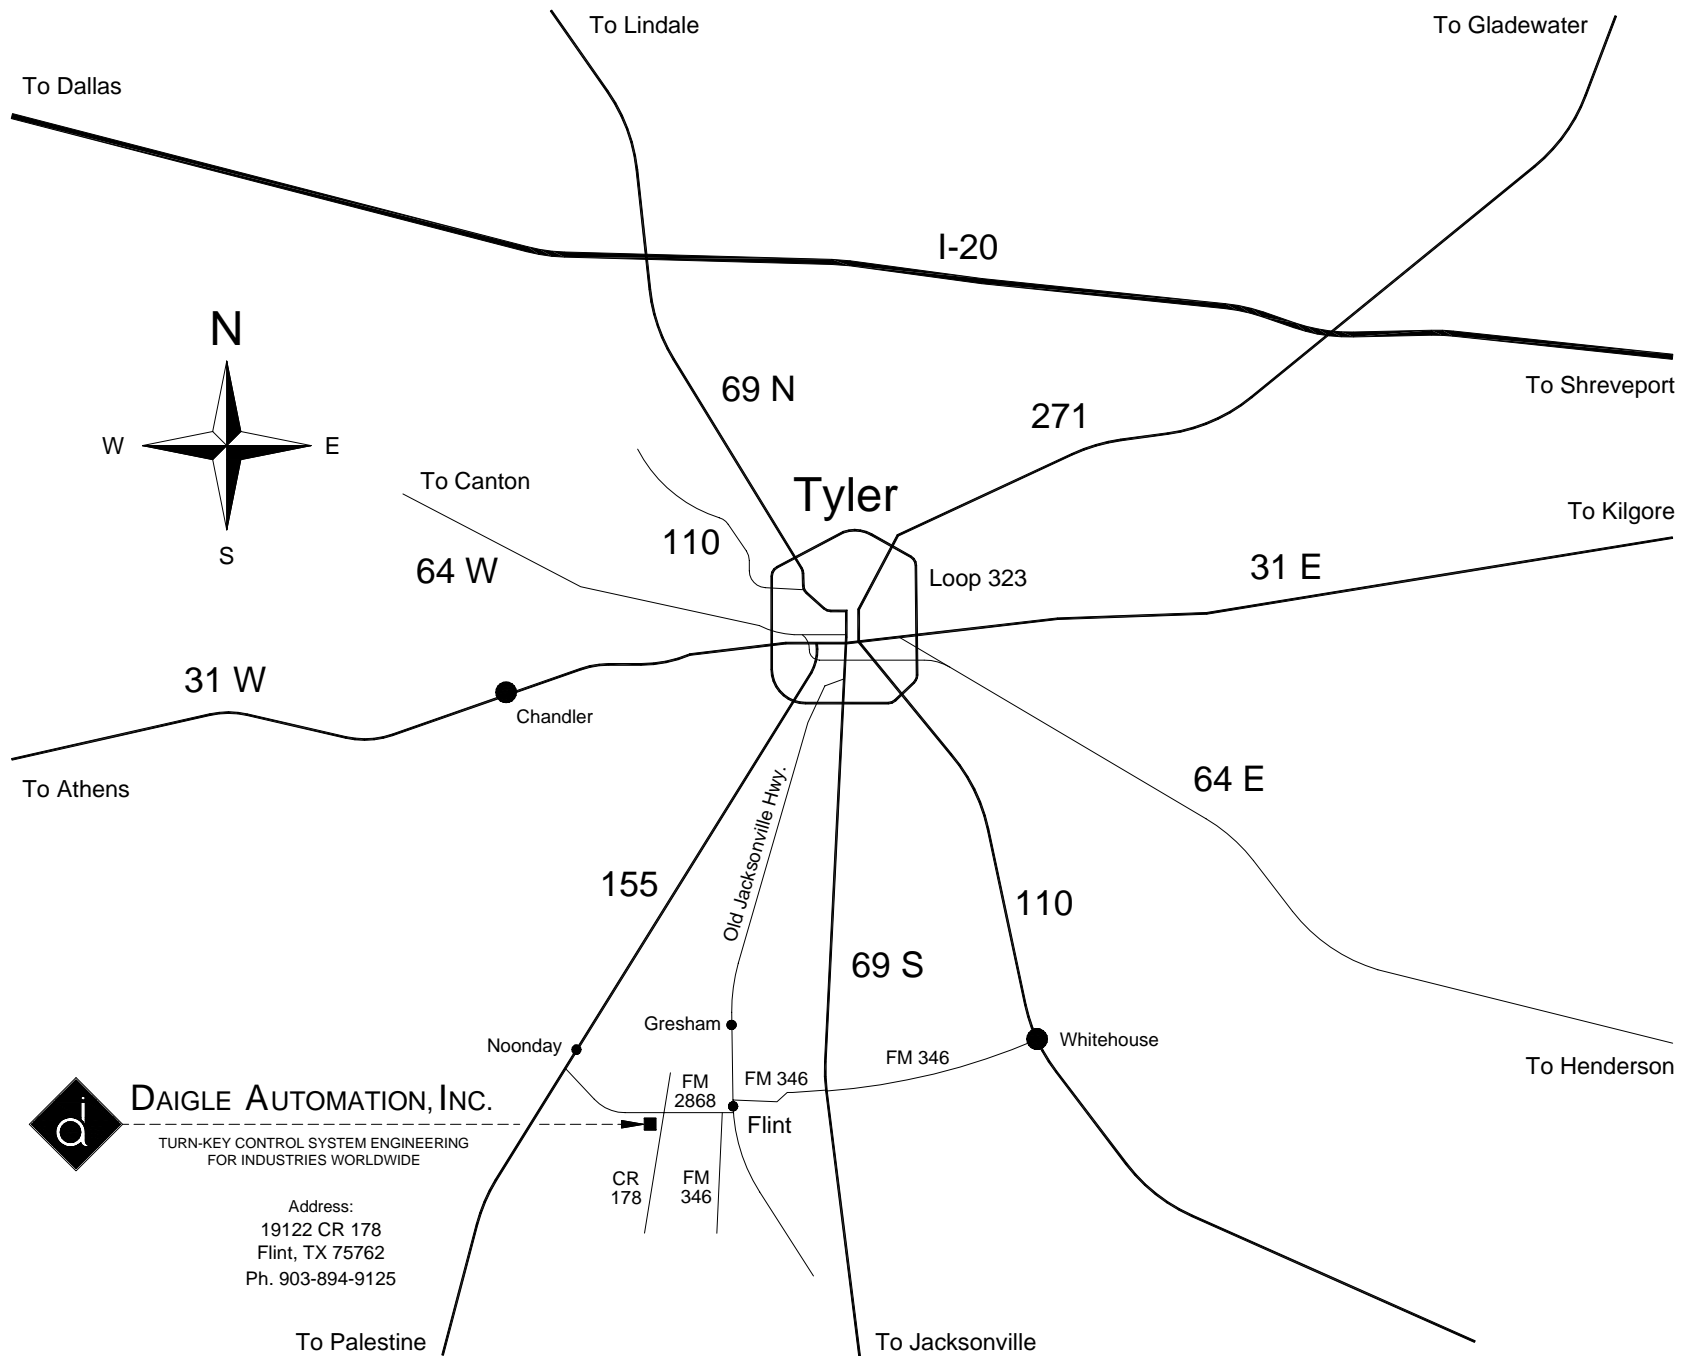 To Lindale
To Gladewater
To Dallas
I-20
N
69 N
To Shreveport
271
W
E
To Canton
Tyler
To Kilgore
110
S
64 W
Loop 323
31 E
31 W
Chandler
To Athens
64 E
Old Jacksonville Hwy.
155
110
69 S
Gresham
Noonday
Whitehouse
FM 346
To Henderson
FM
2868
FM 346
DAIGLE AUTOMATION, INC.
Flint
TURN-KEY CONTROL SYSTEM ENGINEERING
FOR INDUSTRIES WORLDWIDE
CR
178
FM
346
di
Address:
19122 CR 178
Flint, TX 75762
Ph. 903-894-9125
To Palestine
To Jacksonville